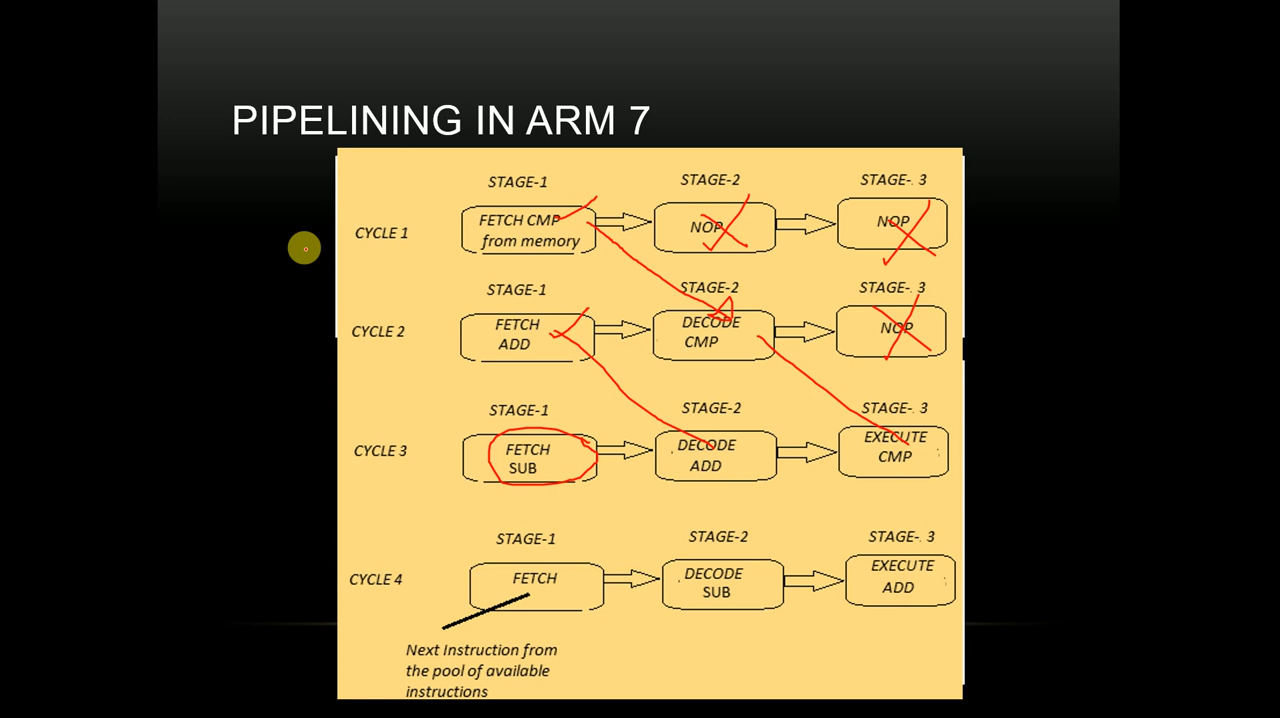 PIPELINING IN ARM 7
STAGE-1 STAGE-2 STAGE-. 3
CYCLE 1
FETCH CMP
from memory
NOP
NOP
STAGE-1 STAGE-2 STAGE-. 3
CYCLE 2
FETCH
ADD
DECODE
CMP
NOP
STAGE-1 STAGE-2 STAGE-. 3
CYCLE 3
FETCH
SUB
DECODE
ADD
EXECUTE
CMP
STAGE-1 STAGE-2 STAGE-. 3
CYCLE 4
FETCH
DECODE
SUB
EXECUTE
ADD
Next Instruction from
the pool of available
instructions